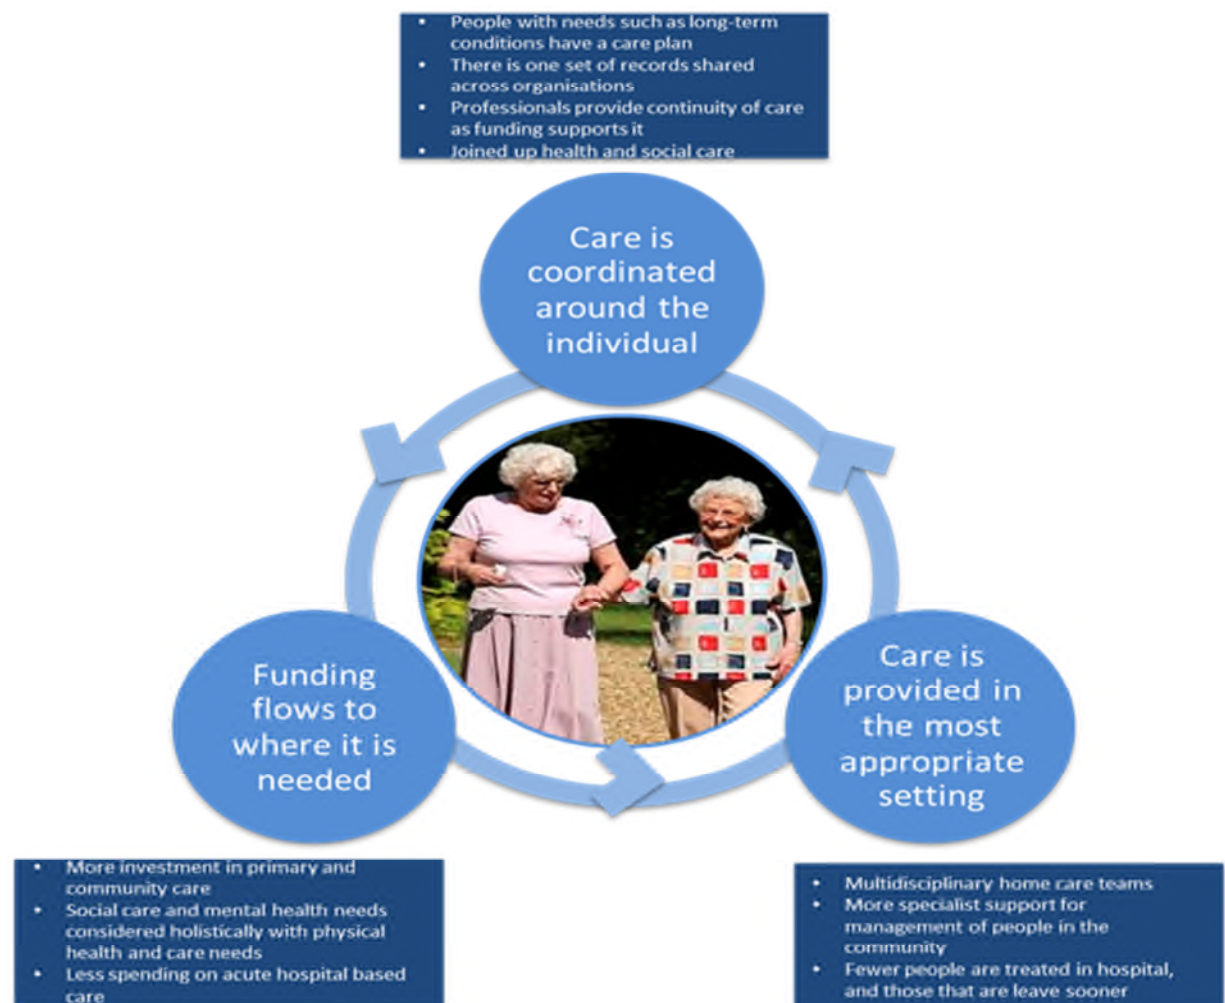 • People with needs such as long-term
conditions have a care plan
• There is one set of records shared
across organisations
• Professionals provide continuity of care
as funding supports it
• Joined up health and social care
Care is
coordinated
around the
individual
Funding
flows to
where it is
needed
Care is
provided in
the most
appropriate
setting
• More investment in primary and
community care
• Social care and mental health needs
considered holistically with physical
health and care needs
• Less spending on acute hospital based
care
• Multidisciplinary home care teams
• More specialist support for
management of people in the
community
• Fewer people are treated in hospital,
and those that are leave sooner